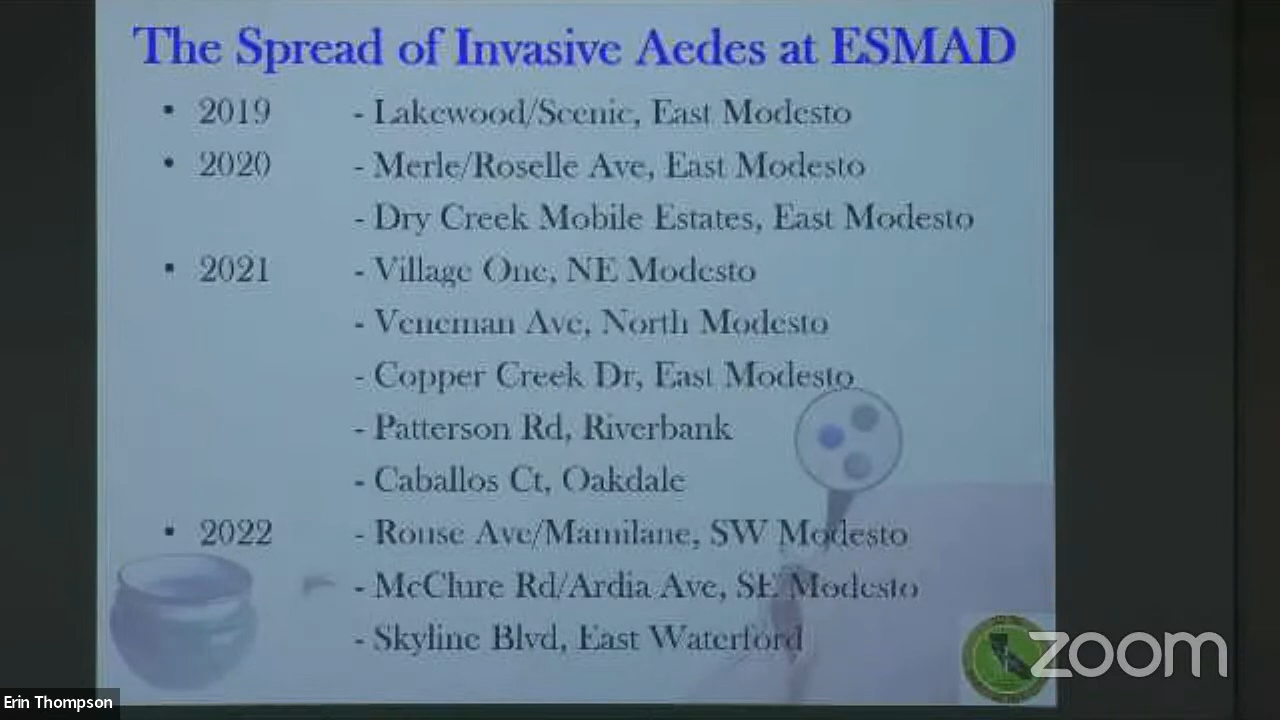 The Spread of Invasive Aedes at ESMAD
• 2019 - Lakewood/Scenic, East Modesto
• 2020 - Merle/Roselle Ave, East Modesto
- Dry Creek Mobile Estates, East Modesto
• 2021 - Village One, NE Modesto
- Veneman Ave, North Modesto
- Copper Creek Dr, East Modesto
- Patterson Rd, Riverbank
- Caballos Ct, Oakdale
• 2022 - Rouse Ave/Mamilane, SW Modesto
- McClure Rd/Ardia Ave, SE Modesto
- Skyline Blvd, East Waterford
zoom
Erin Thompson